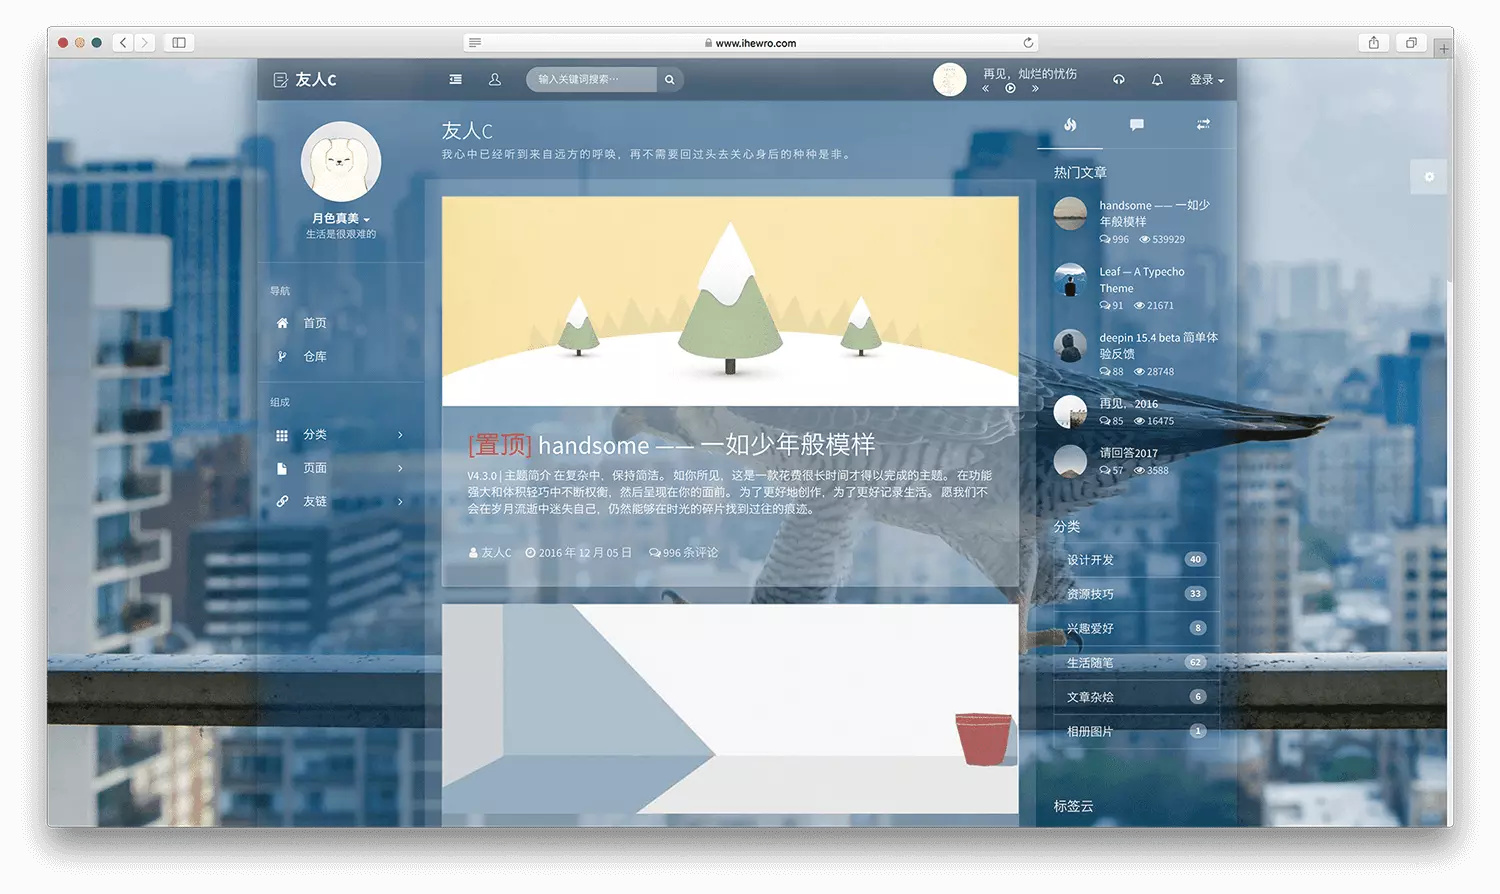 www.ihewro.com
友人C
输入关键词搜索…
再见，灿烂的忧伤
登录
月色真美
生活是很艰难的
导航
首页
仓库
组成
分类
页面
友链
友人C
我心中已经听到来自远方的呼唤，再不需要回过头去关心身后的种种是非。
[置顶] handsome —— 一如少年般模样
V4.3.0 | 主题简介 在复杂中，保持简洁。 如你所见，这是一款花费很长时间才得以完成的主题。 在功能
强大和体积轻巧中不断权衡，然后呈现在你的面前。 为了更好地创作，为了更好记录生活。 愿我们不
会在岁月流逝中迷失自己，仍然能够在时光的碎片找到过往的痕迹。
友人C 2016 年 12 月 05 日 996 条评论
热门文章
handsome —— 一如少
年般模样
996 539929
Leaf — A Typecho
Theme
91 21671
deepin 15.4 beta 简单体
验反馈
88 28748
再见，2016
85 16475
请回答2017
57 3588
分类
设计开发 40
资源技巧 33
兴趣爱好 8
生活随笔 62
文章杂烩 6
相册图片 1
标签云